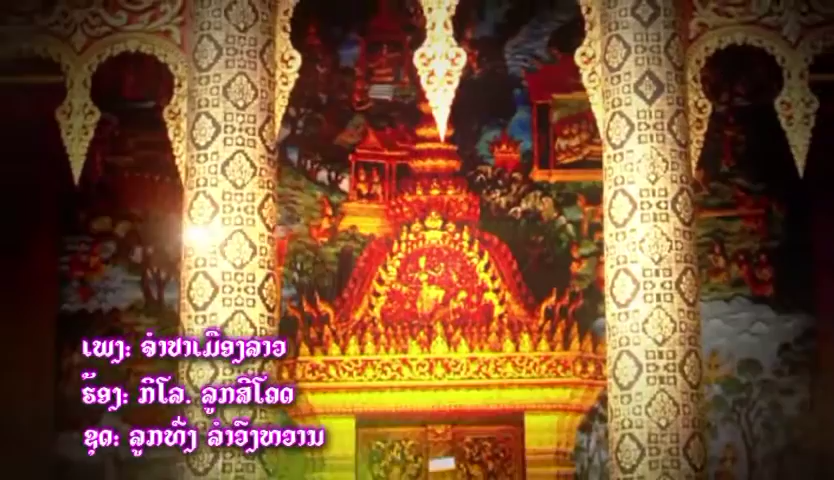 ເພງ: ຈຳປາເມືອງລາວ
ຮ້ອງ: ກິໂລ. ລູກສີໂຄດ
ຊຸດ: ລູກທົ່ງ ລຳວົງຫວານ